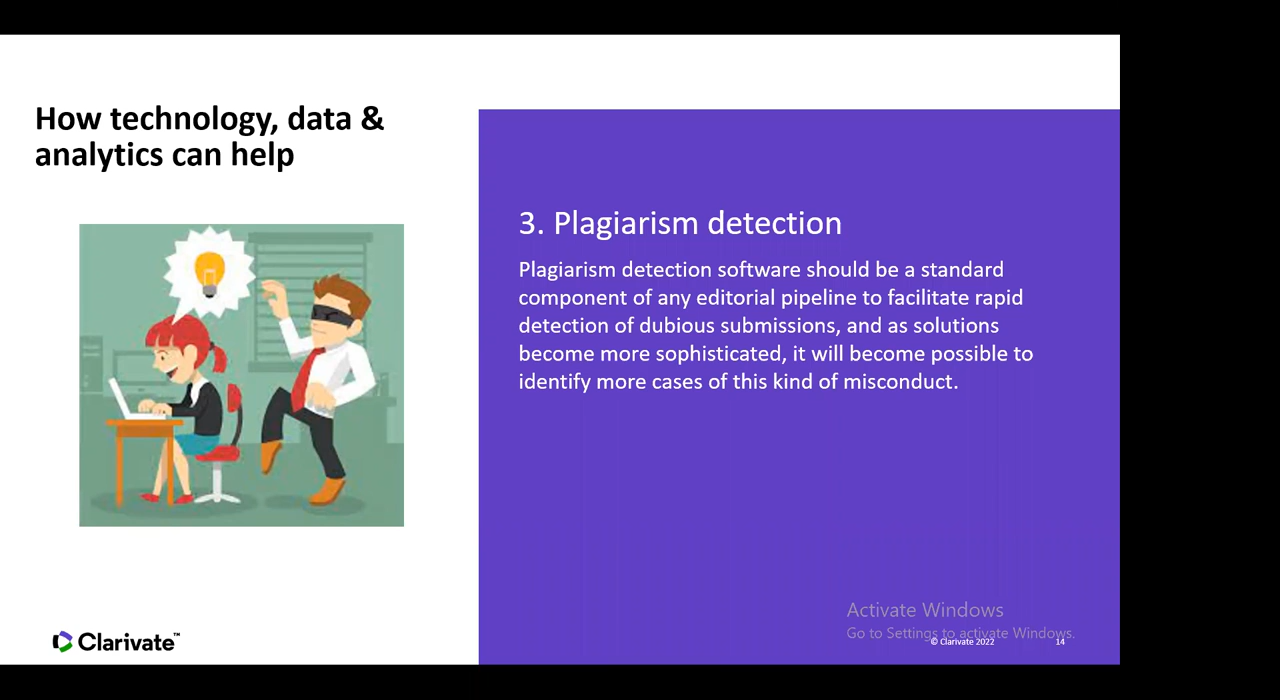 How technology, data &
analytics can help
3. Plagiarism detection
Plagiarism detection software should be a standard
component of any editorial pipeline to facilitate rapid
detection of dubious submissions, and as solutions
become more sophisticated, it will become possible to
identify more cases of this kind of misconduct.
Activate Windows
Go to Settings to activate Windows.
Clarivate™
© Clarivate 2022
14